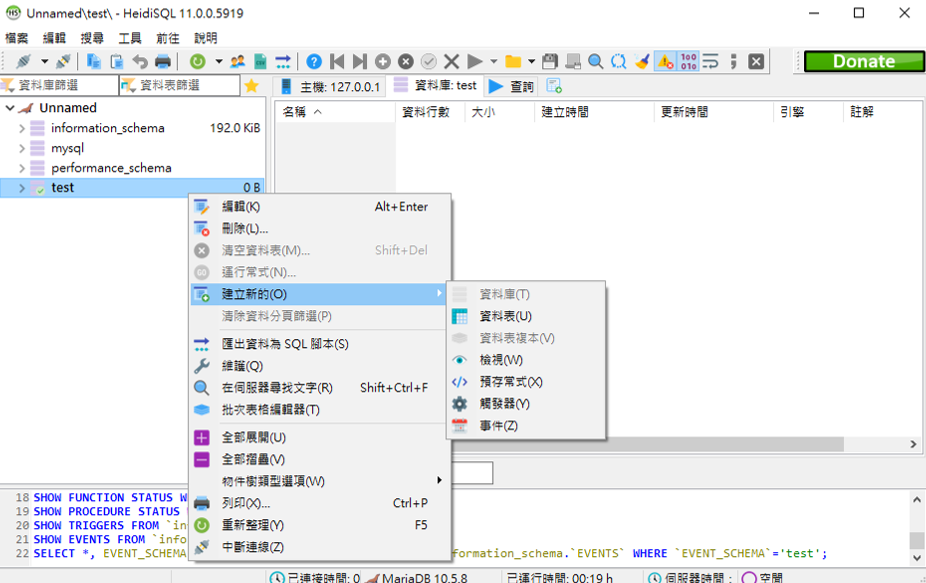 Unnamed\test\ - HeidiSQL 11.0.0.5919
檔案 編輯 搜尋 工具 前往 說明
Donate
資料庫篩選 資料表篩選 主機: 127.0.0.1 資料庫: test 查詢
Unnamed
information_schema 192.0 KiB
mysql
performance_schema
test 0 B
名稱 資料行數 大小 建立時間 更新時間 引擎 註解
編輯(K) Alt+Enter
刪除(L)...
清空資料表(M)... Shift+Del
運行常式(N)...
建立新的(O)
清除資料分頁篩選(P)
匯出資料為 SQL 腳本(S)
維護(Q)
在伺服器尋找文字(R) Shift+Ctrl+F
批次表格編輯器(T)
全部展開(U)
全部摺疊(V)
物件樹類型選項(W)
列印(X)... Ctrl+P
重新整理(Y) F5
中斷連線(Z)
資料庫(T)
資料表(U)
資料表複本(V)
檢視(W)
預存常式(X)
觸發器(Y)
事件(Z)
18 SHOW FUNCTION STATUS W
19 SHOW PROCEDURE STATUS
20 SHOW TRIGGERS FROM `in
21 SHOW EVENTS FROM `info
22 SELECT *, EVENT_SCHEMA formation_schema.`EVENTS` WHERE `EVENT_SCHEMA`='test';
已連接時間: 0 MariaDB 10.5.8 已運行時間: 00:19 h 伺服器時間: 空閒